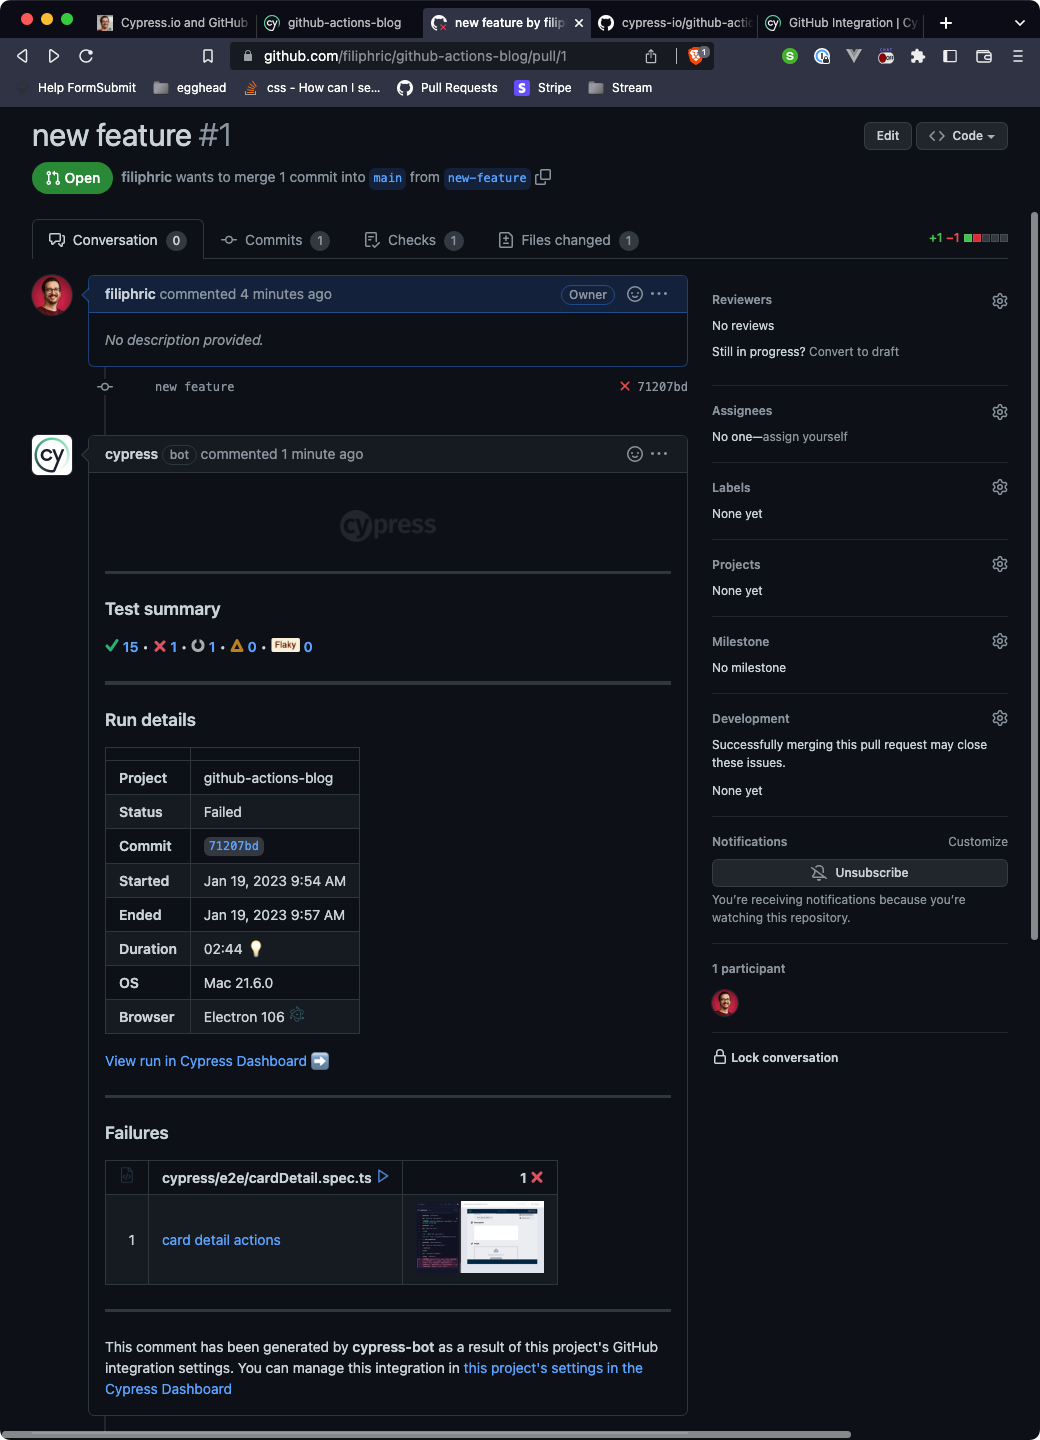 Cypress.io and GitHub
github-actions-blog
new feature by filip
cypress-io/github-actio
GitHub Integration | Cy
github.com/filiphric/github-actions-blog/pull/1
1
Help FormSubmit
egghead
css - How can I se...
Pull Requests
Stripe
Stream
new feature #1
Edit
Code
Open
filiphric wants to merge 1 commit into main from new-feature
Conversation 0
Commits 1
Checks 1
Files changed 1
+1 −1
filiphric commented 4 minutes ago
Owner
No description provided.
new feature
71207bd
cypress bot commented 1 minute ago
cypress
Test summary
15 · 1 · 1 · 0 · Flaky 0
Run details
Project github-actions-blog
Status Failed
Commit 71207bd
Started Jan 19, 2023 9:54 AM
Ended Jan 19, 2023 9:57 AM
Duration 02:44
OS Mac 21.6.0
Browser Electron 106
View run in Cypress Dashboard
Failures
cypress/e2e/cardDetail.spec.ts 1
1 card detail actions
This comment has been generated by cypress-bot as a result of this project's GitHub
integration settings. You can manage this integration in this project's settings in the
Cypress Dashboard
Reviewers
No reviews
Still in progress? Convert to draft
Assignees
No one—assign yourself
Labels
None yet
Projects
None yet
Milestone
No milestone
Development
Successfully merging this pull request may close
these issues.
None yet
Notifications
Customize
Unsubscribe
You're receiving notifications because you're
watching this repository.
1 participant
Lock conversation